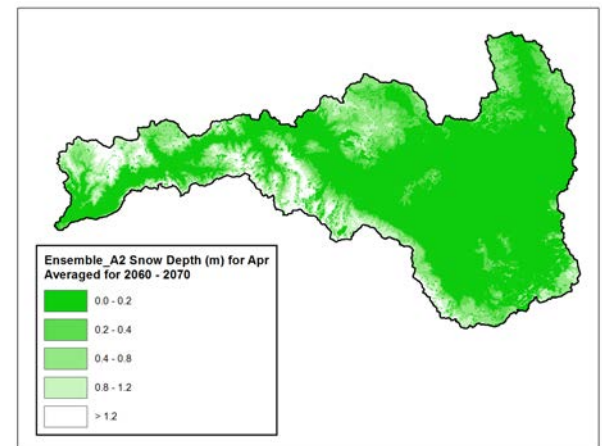 Ensemble_A2 Snow Depth (m) for Apr
Averaged for 2060 - 2070
0.0 - 0.2
0.2 - 0.4
0.4 - 0.8
0.8 - 1.2
> 1.2